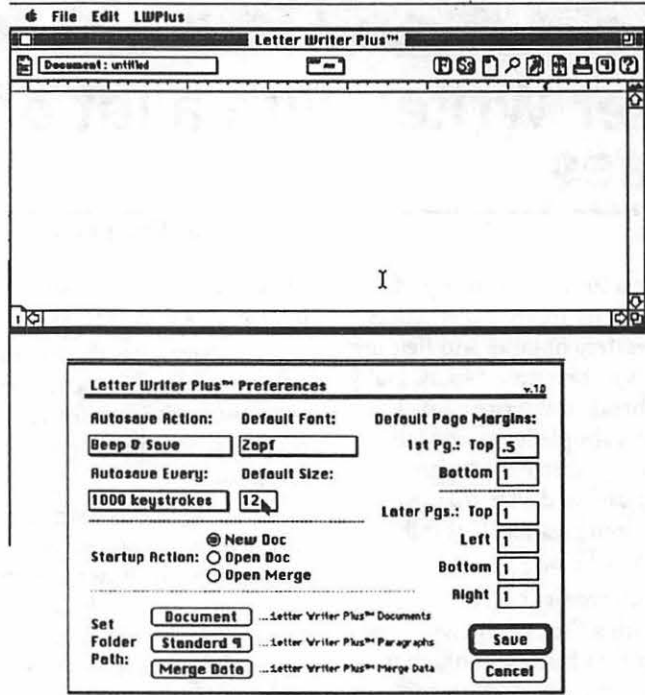 File Edit LWPlus
Letter Writer Plus™
Document : untitled
F S P ¶ ?
1
Letter Writer Plus™ Preferences
v.1.0
Autosave Action: Default Font: Default Page Margins:
Beep & Save Zapf 1st Pg.: Top .5
Autosave Every: Default Size: Bottom 1
1000 keystrokes 12
Later Pgs.: Top 1
New Doc Left 1
Startup Action: Open Doc Bottom 1
Open Merge Right 1
Set Folder Path:
Document ...Letter Writer Plus™ Documents
Standard ¶ ...Letter Writer Plus™ Paragraphs
Merge Data ...Letter Writer Plus™ Merge Data
Save
Cancel